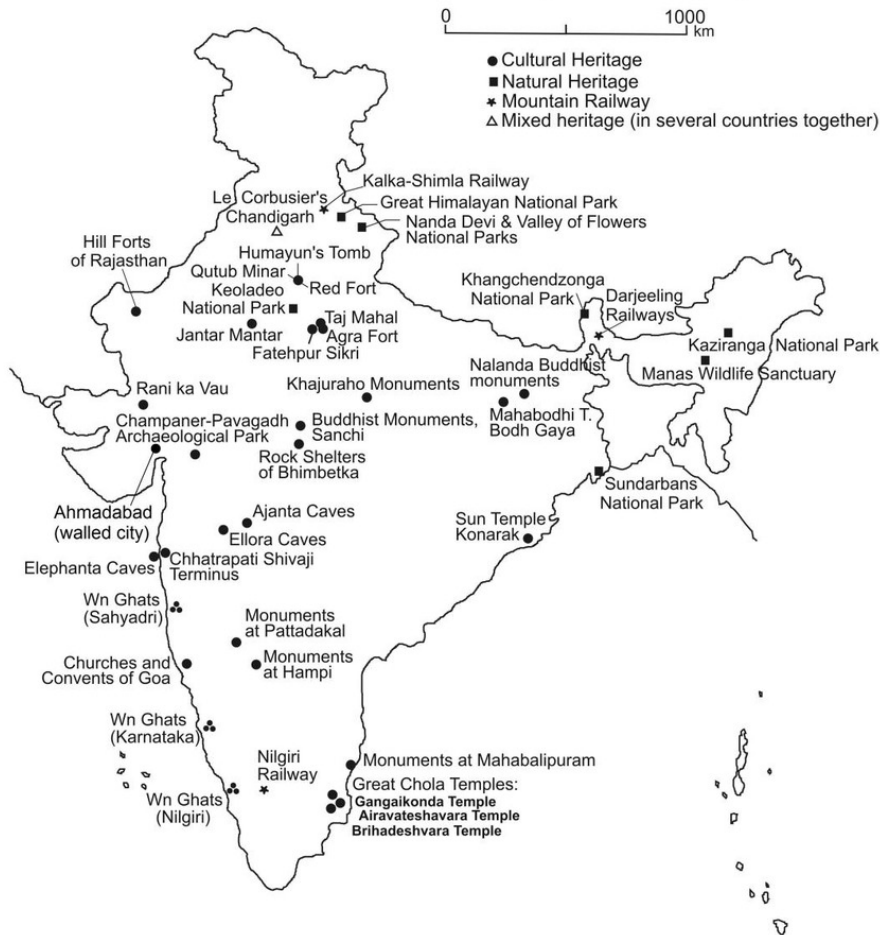 0 1000
km
Cultural Heritage
Natural Heritage
Mountain Railway
Mixed heritage (in several countries together)
Kalka-Shimla Railway
Le Corbusier's
Chandigarh
Great Himalayan National Park
Nanda Devi & Valley of Flowers
National Parks
Hill Forts
of Rajasthan
Humayun's Tomb
Qutub Minar
Red Fort
Keoladeo
National Park
Khangchendzonga
National Park
Darjeeling
Railways
Jantar Mantar
Taj Mahal
Agra Fort
Fatehpur Sikri
Kaziranga National Park
Manas Wildlife Sanctuary
Nalanda Buddhist
monuments
Khajuraho Monuments
Rani ka Vau
Mahabodhi T.
Bodh Gaya
Champaner-Pavagadh
Archaeological Park
Buddhist Monuments,
Sanchi
Rock Shelters
of Bhimbetka
Sundarbans
National Park
Ahmadabad
(walled city)
Ajanta Caves
Ellora Caves
Sun Temple
Konarak
Elephanta Caves
Chhatrapati Shivaji
Terminus
Wn Ghats
(Sahyadri)
Monuments
at Pattadakal
Churches and
Convents of Goa
Monuments
at Hampi
Wn Ghats
(Karnataka)
Nilgiri
Railway
Monuments at Mahabalipuram
Wn Ghats
(Nilgiri)
Great Chola Temples:
Gangaikonda Temple
Airavateshavara Temple
Brihadeshvara Temple